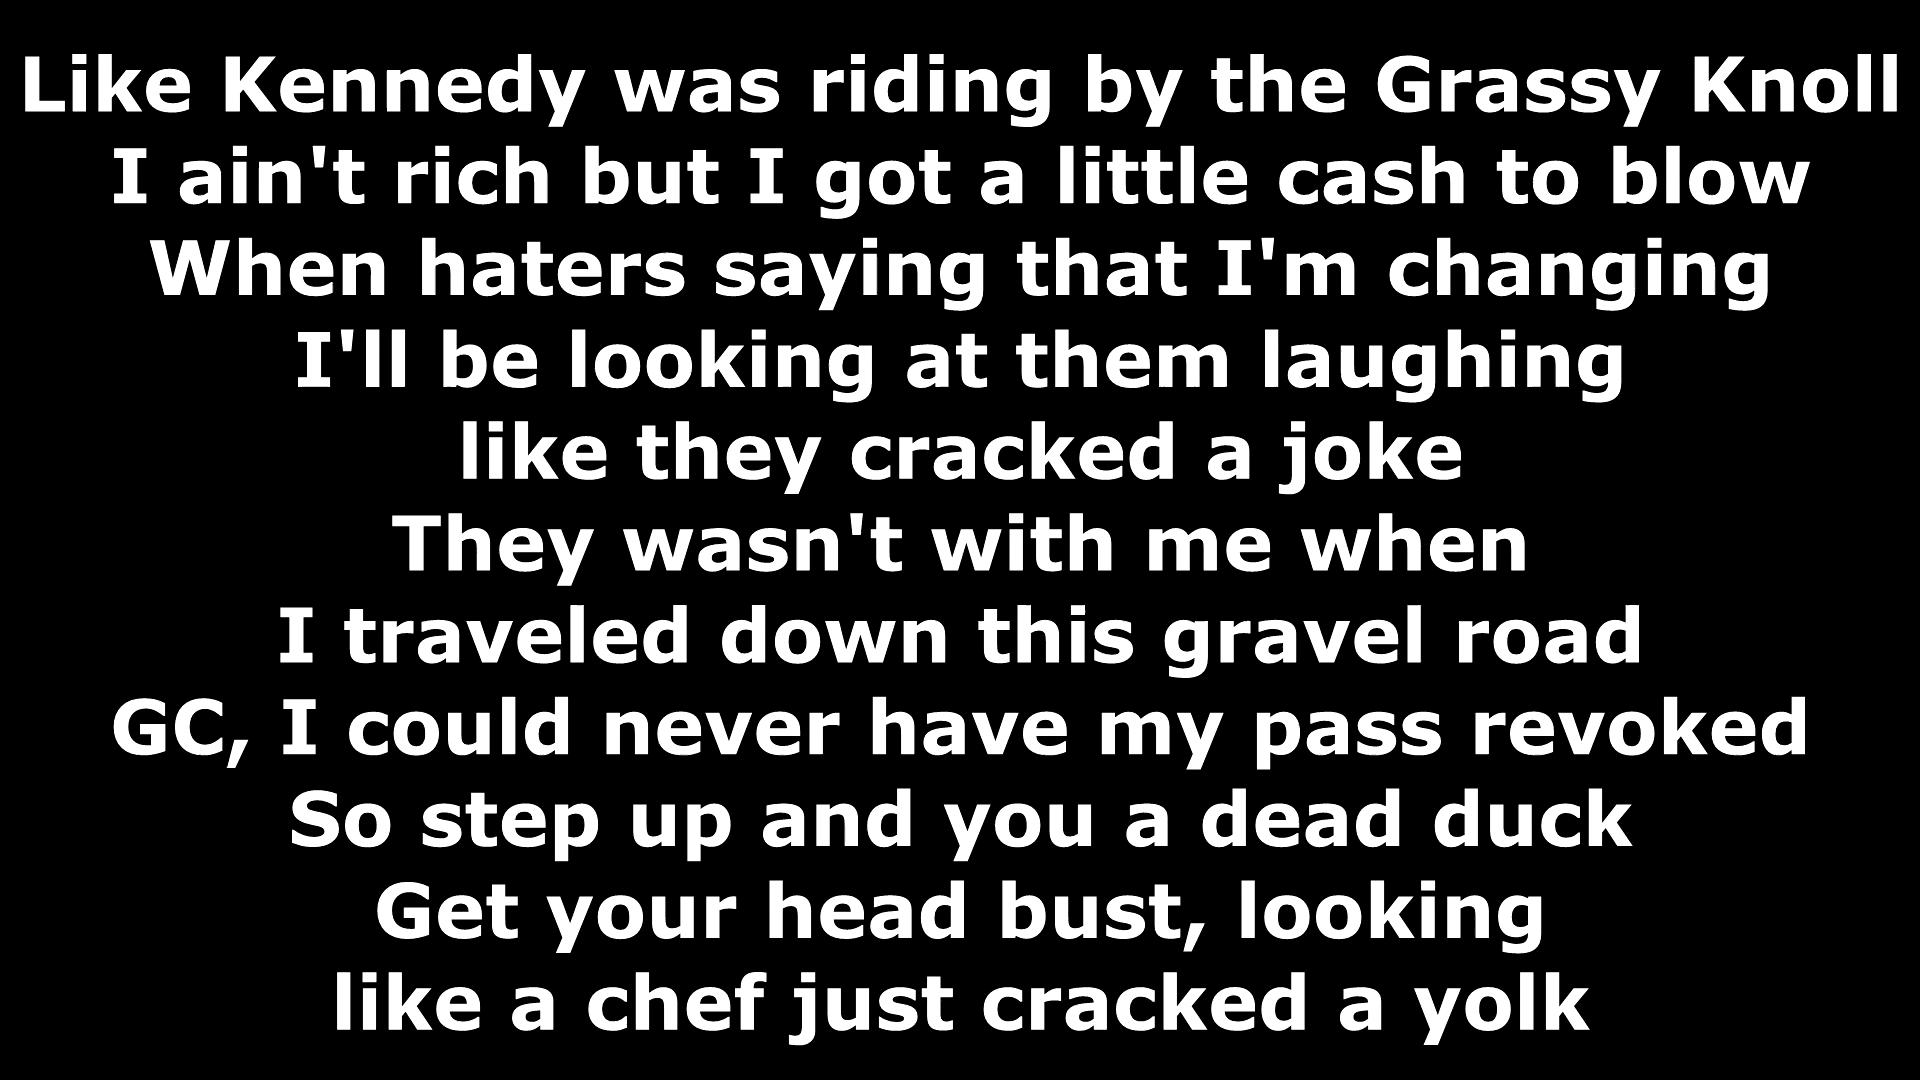 Like Kennedy was riding by the Grassy Knoll
I ain't rich but I got a little cash to blow
When haters saying that I'm changing
I'll be looking at them laughing
like they cracked a joke
They wasn't with me when
I traveled down this gravel road
GC, I could never have my pass revoked
So step up and you a dead duck
Get your head bust, looking
like a chef just cracked a yolk